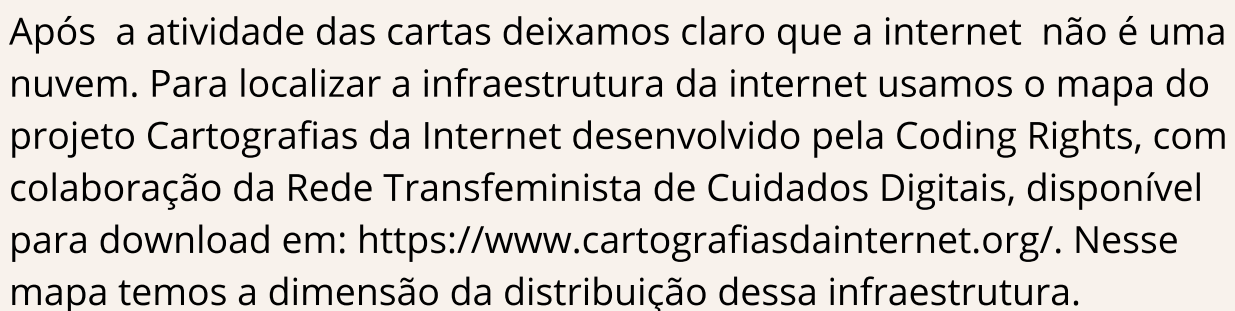 Após  a atividade das cartas deixamos claro que a internet  não é uma
nuvem. Para localizar a infraestrutura da internet usamos o mapa do
projeto Cartografias da Internet desenvolvido pela Coding Rights, com
colaboração da Rede Transfeminista de Cuidados Digitais, disponível
para download em: https://www.cartografiasdainternet.org/. Nesse
mapa temos a dimensão da distribuição dessa infraestrutura.